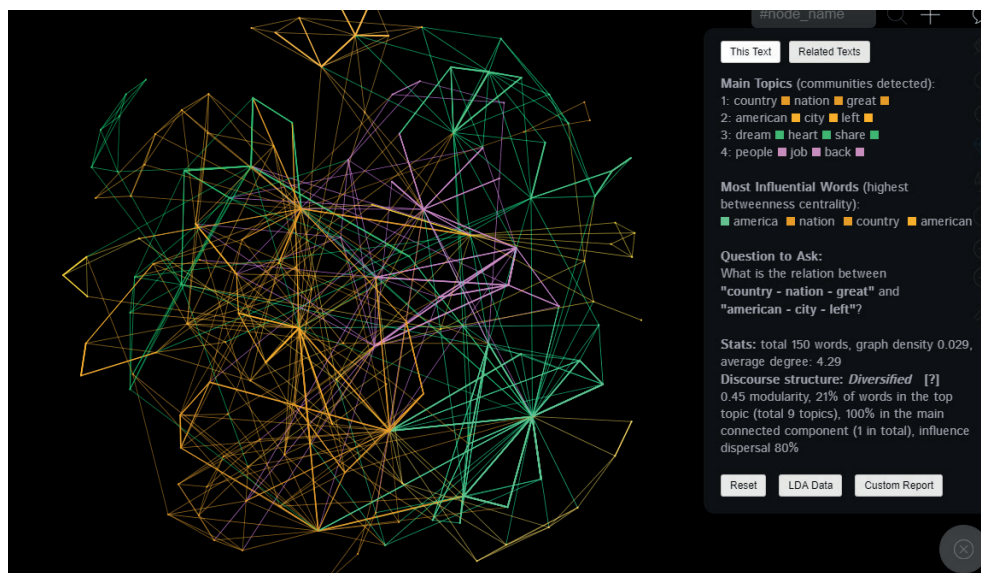 #node_name
This Text
Related Texts
Main Topics (communities detected):
1: country nation great
2: american city left
3: dream heart share
4: people job back
Most Influential Words (highest
betweenness centrality):
america nation country american
Question to Ask:
What is the relation between
"country - nation - great" and
"american - city - left"?
Stats: total 150 words, graph density 0.029,
average degree: 4.29
Discourse structure: Diversified [?]
0.45 modularity, 21% of words in the top
topic (total 9 topics), 100% in the main
connected component (1 in total), influence
dispersal 80%
Reset
LDA Data
Custom Report